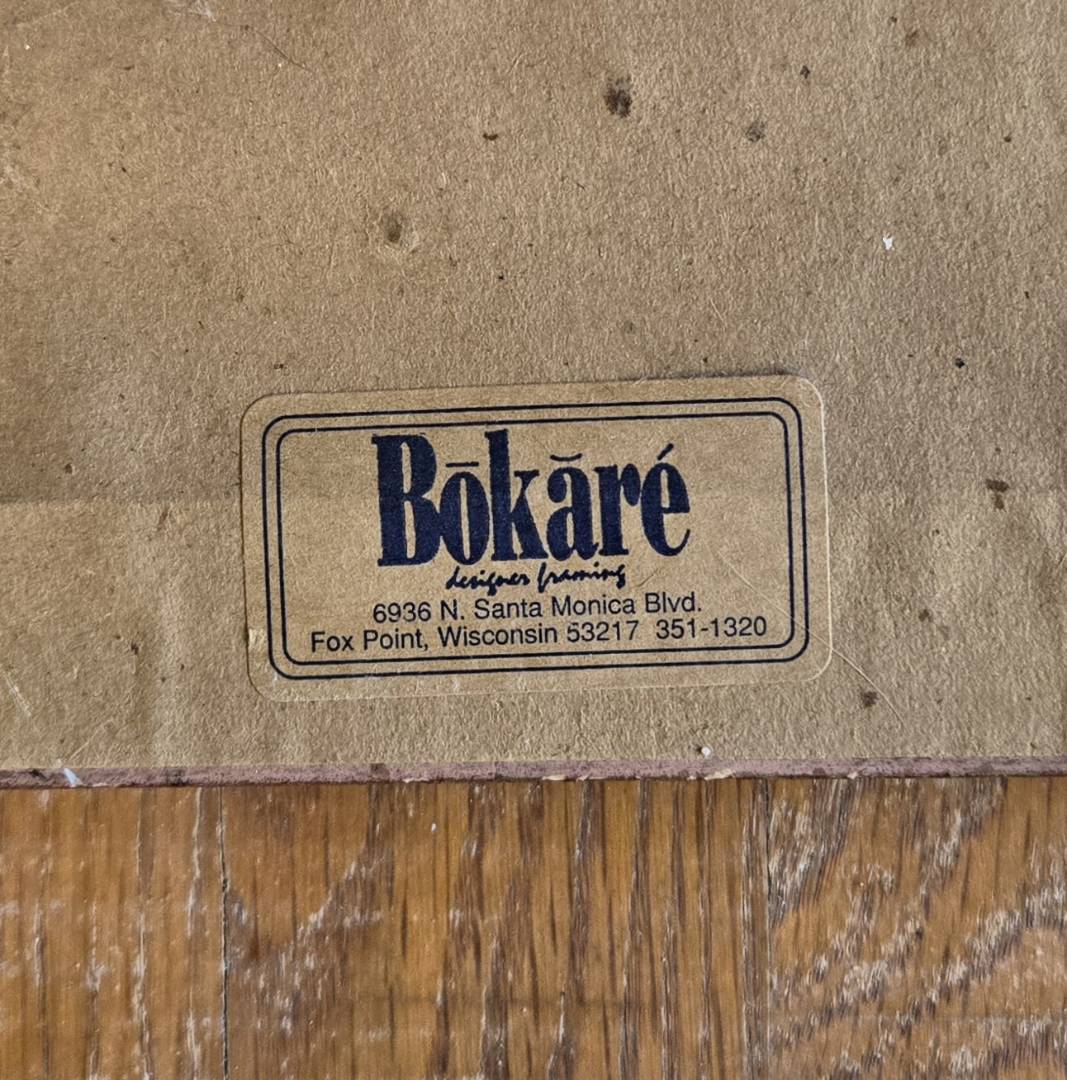 Bōkăré
designer framing
6936 N. Santa Monica Blvd.
Fox Point, Wisconsin 53217 351-1320